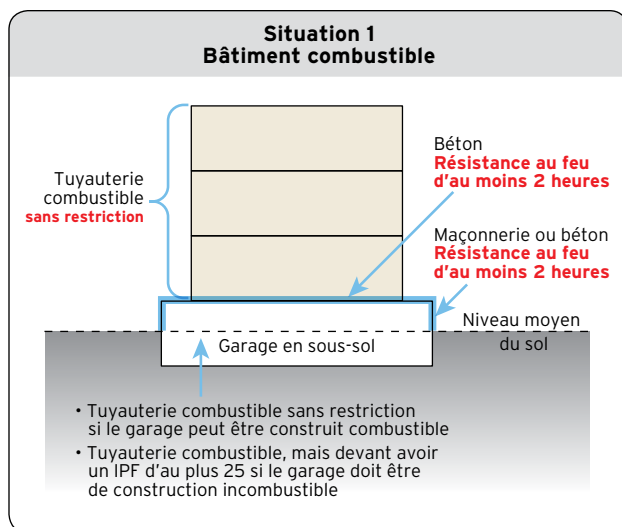 Situation 1
Bâtiment combustible
Béton
Résistance au feu
d'au moins 2 heures
Tuyauterie
combustible
sans restriction
Maçonnerie ou béton
Résistance au feu
d'au moins 2 heures
Niveau moyen
du sol
Garage en sous-sol
• Tuyauterie combustible sans restriction
si le garage peut être construit combustible
• Tuyauterie combustible, mais devant avoir
un IPF d'au plus 25 si le garage doit être
de construction incombustible